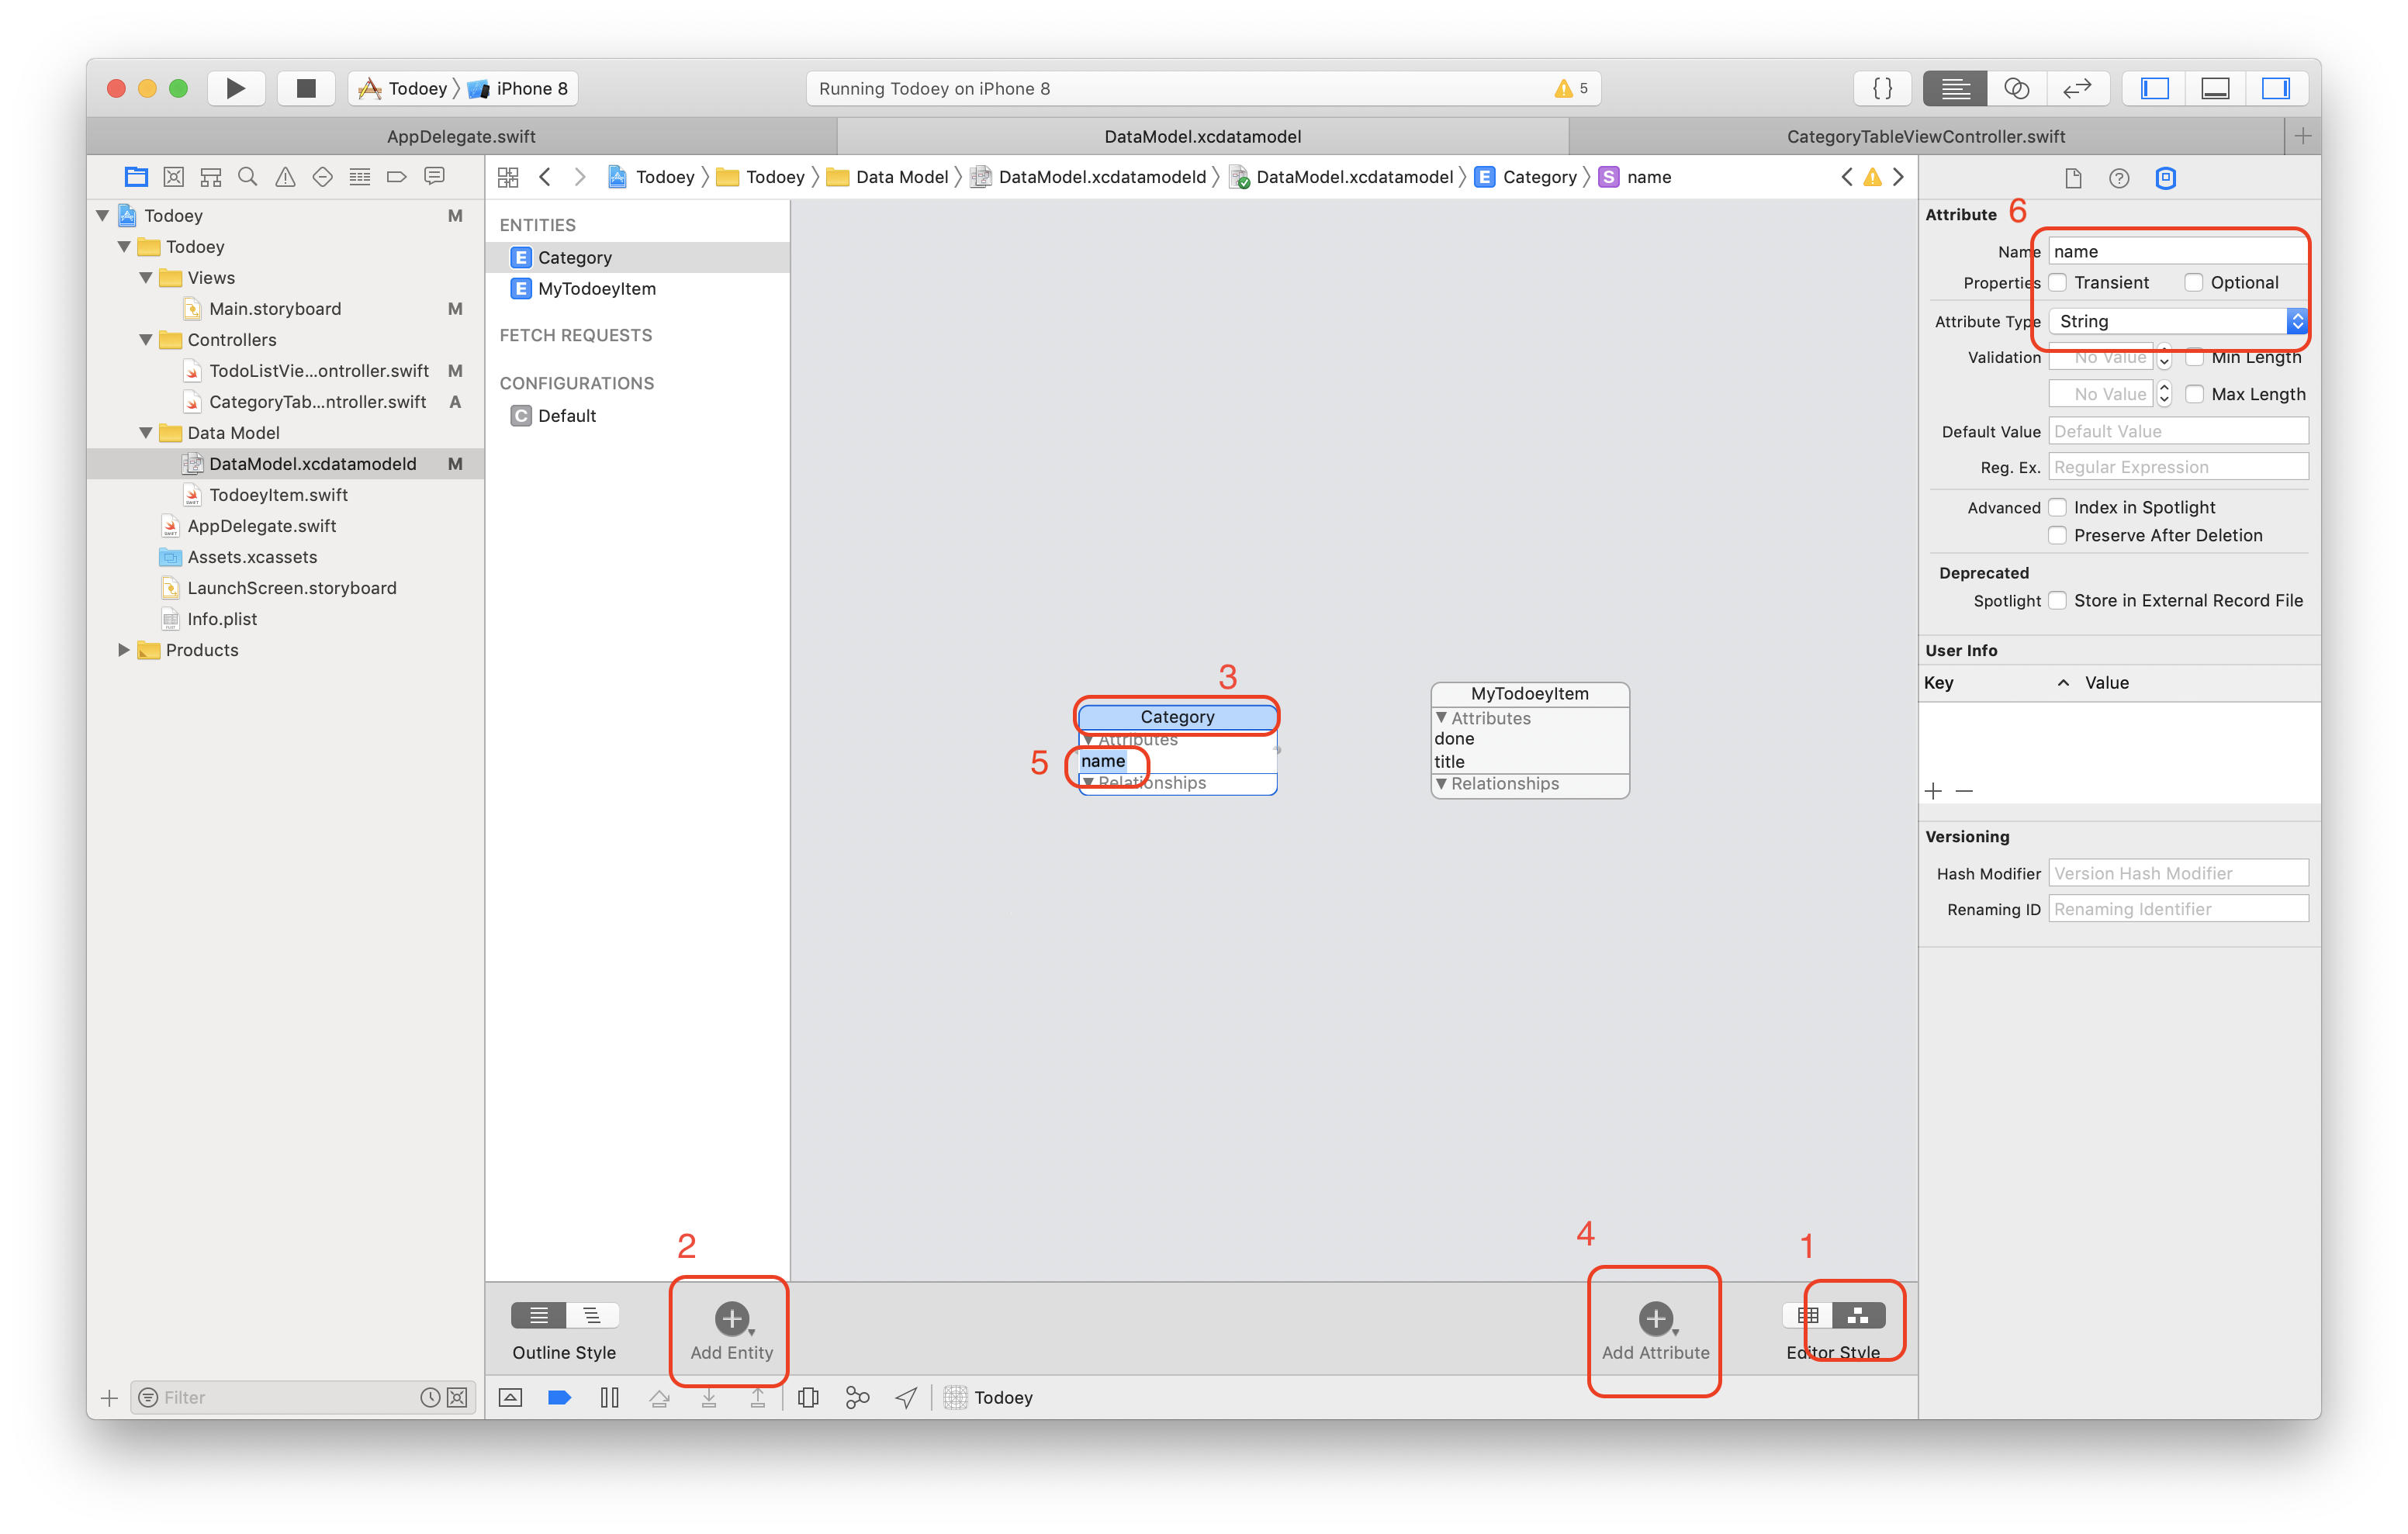 Todoey iPhone 8
Running Todoey on iPhone 8 5
{ }
AppDelegate.swift
DataModel.xcdatamodel
CategoryTableViewController.swift
Todoey Todoey Data Model DataModel.xcdatamodeld DataModel.xcdatamodel E Category S name
Todoey M
Todoey
Views
Main.storyboard M
Controllers
TodoListVie...ontroller.swift M
CategoryTab...ntroller.swift A
Data Model
DataModel.xcdatamodeld M
TodoeyItem.swift
AppDelegate.swift
Assets.xcassets
LaunchScreen.storyboard
Info.plist
Products
Filter
ENTITIES
E Category
E MyTodoeyItem
FETCH REQUESTS
CONFIGURATIONS
C Default
3
Category
Attributes
5
name
Relationships
MyTodoeyItem
Attributes
done
title
Relationships
2
4
1
Outline Style
Add Entity
Add Attribute
Editor Style
Todoey
Attribute 6
Name name
Properties Transient Optional
Attribute Type String
Validation No Value Min Length
No Value Max Length
Default Value Default Value
Reg. Ex. Regular Expression
Advanced Index in Spotlight
Preserve After Deletion
Deprecated
Spotlight Store in External Record File
User Info
Key Value
Versioning
Hash Modifier Version Hash Modifier
Renaming ID Renaming Identifier